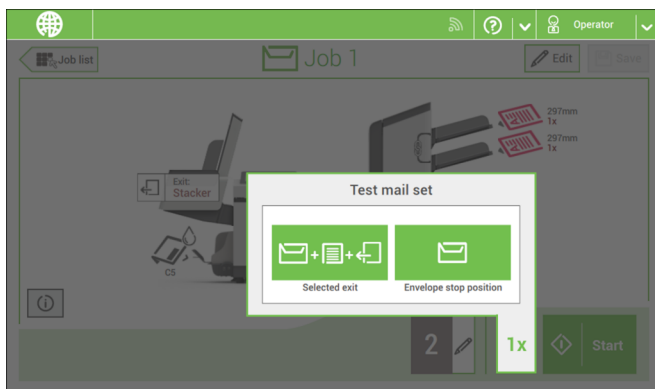 Operator
Job list
Job 1
Edit
Save
297mm
1x
297mm
1x
Exit:
Stacker
C5
Test mail set
Selected exit
Envelope stop position
2
1x
Start